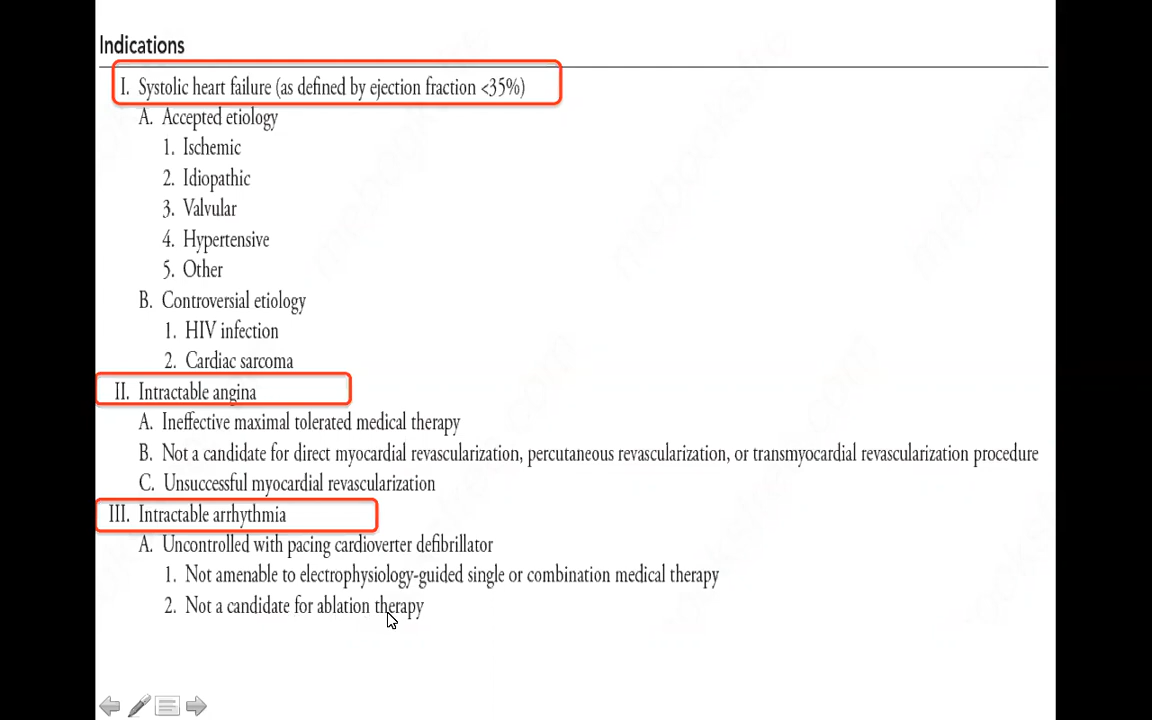 Indications
I. Systolic heart failure (as defined by ejection fraction <35%)
A. Accepted etiology
1. Ischemic
2. Idiopathic
3. Valvular
4. Hypertensive
5. Other
B. Controversial etiology
1. HIV infection
2. Cardiac sarcoma
II. Intractable angina
A. Ineffective maximal tolerated medical therapy
B. Not a candidate for direct myocardial revascularization, percutaneous revascularization, or transmyocardial revascularization procedure
C. Unsuccessful myocardial revascularization
III. Intractable arrhythmia
A. Uncontrolled with pacing cardioverter defibrillator
1. Not amenable to electrophysiology-guided single or combination medical therapy
2. Not a candidate for ablation therapy